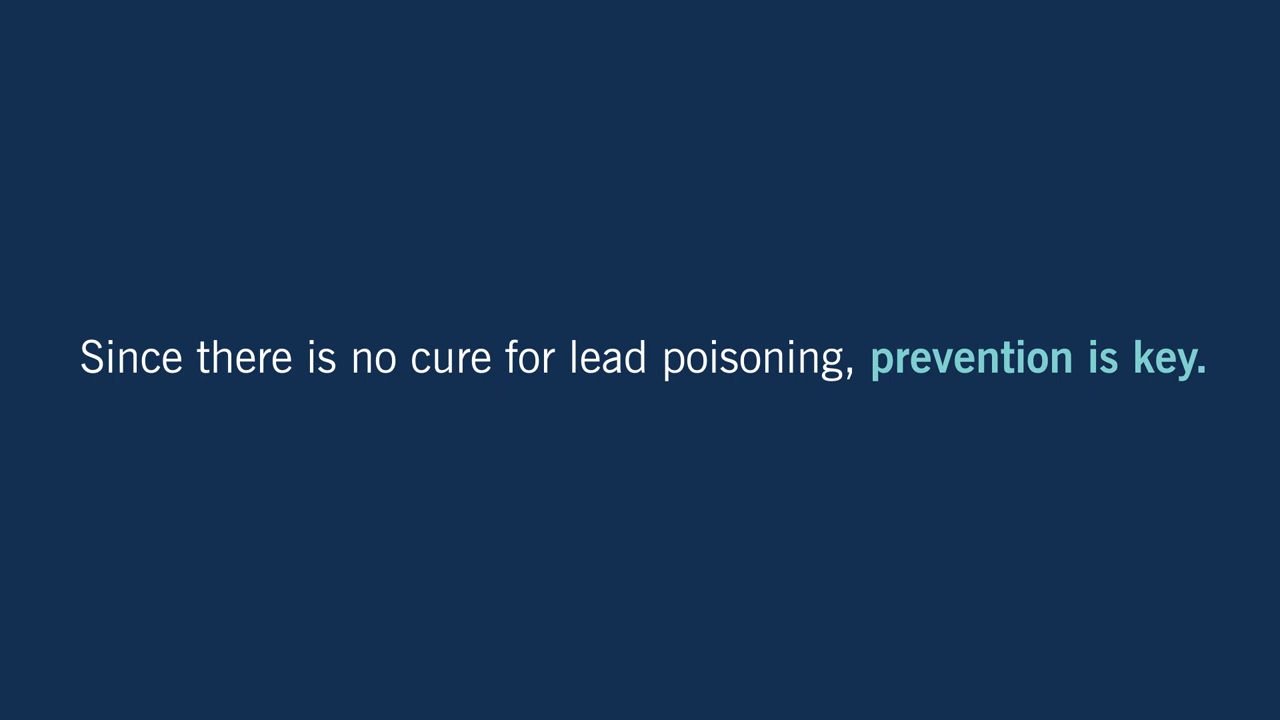 Since there is no cure for lead poisoning, prevention is key.